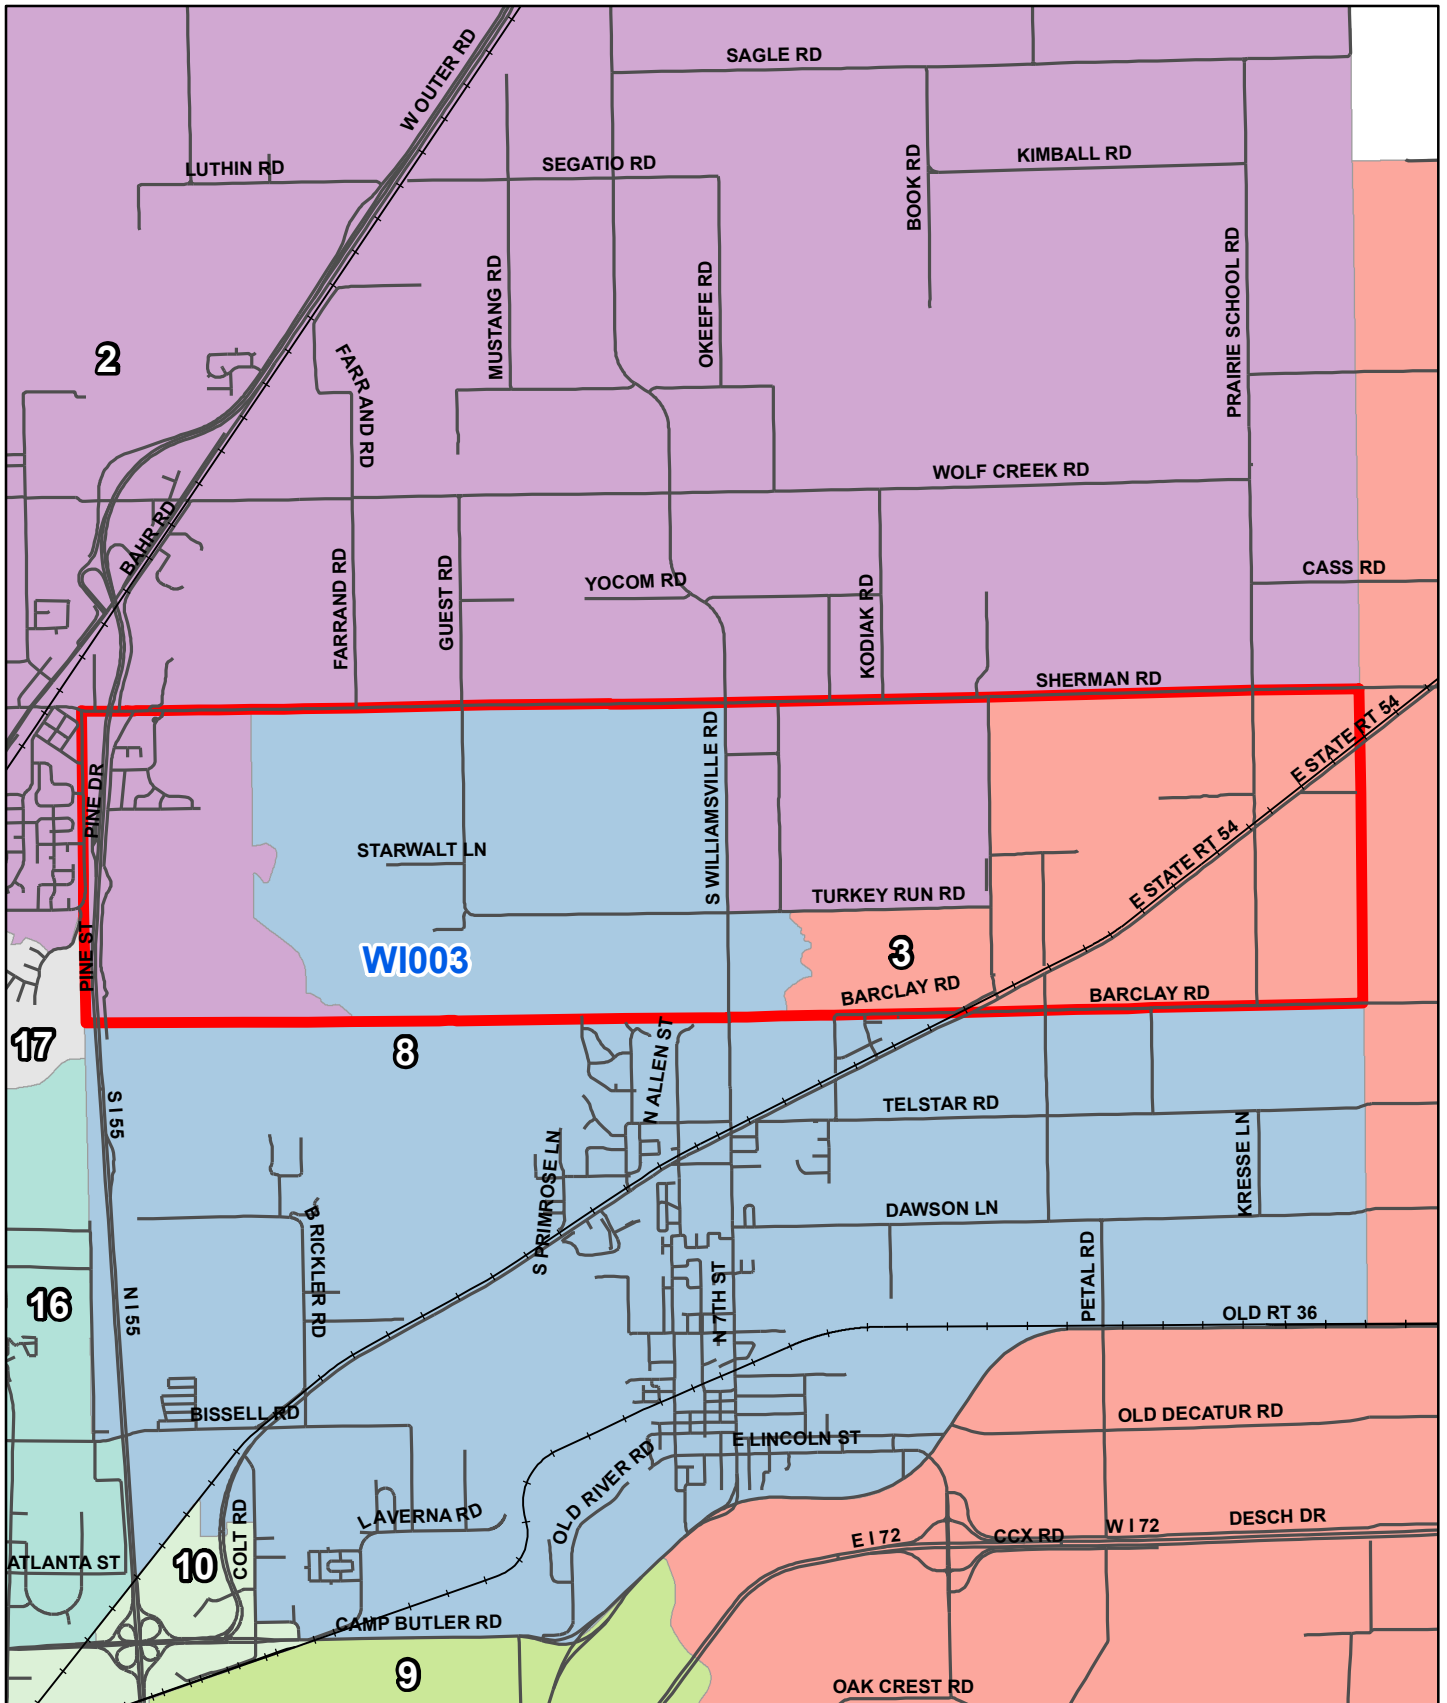 SAGLE RD
W OUTER RD
LUTHIN RD
SEGATIO RD
KIMBALL RD
BOOK RD
MUSTANG RD
OKEEFE RD
PRAIRIE SCHOOL RD
2
FARRAND RD
WOLF CREEK RD
BAHR RD
FARRAND RD
GUEST RD
YOCOM RD
KODIAK RD
CASS RD
SHERMAN RD
E STATE RT 54
PINE DR
S WILLIAMSVILLE RD
STARWALT LN
E STATE RT 54
TURKEY RUN RD
PINE ST
WI003
3
BARCLAY RD
BARCLAY RD
17
8
N ALLEN ST
S I 55
TELSTAR RD
KRESSE LN
S PRIMROSE LN
DAWSON LN
B RICKLER RD
PETAL RD
16
N I 55
N 7TH ST
OLD RT 36
BISSELL RD
OLD DECATUR RD
E LINCOLN ST
OLD RIVER RD
LAVERNA RD
COLT RD
E I 72
CCX RD
W I 72
DESCH DR
ATLANTA ST
10
CAMP BUTLER RD
9
OAK CREST RD